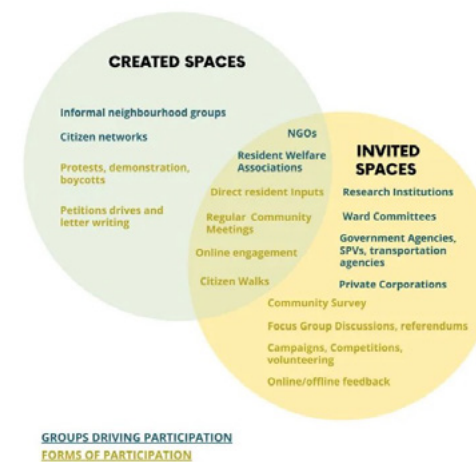 CREATED SPACES
Informal neighbourhood groups
Citizen networks
Protests, demonstration,
boycotts
Petitions drives and
letter writing
NGOs
Resident Welfare
Associations
Direct resident Inputs
Regular Community
Meetings
Online engagement
Citizen Walks
INVITED
SPACES
Research Institutions
Ward Committees
Government Agencies,
SPVs, transportation
agencies
Private Corporations
Community Survey
Focus Group Discussions, referendums
Campaigns, Competitions,
volunteering
Online/offline feedback
GROUPS DRIVING PARTICIPATION
FORMS OF PARTICIPATION